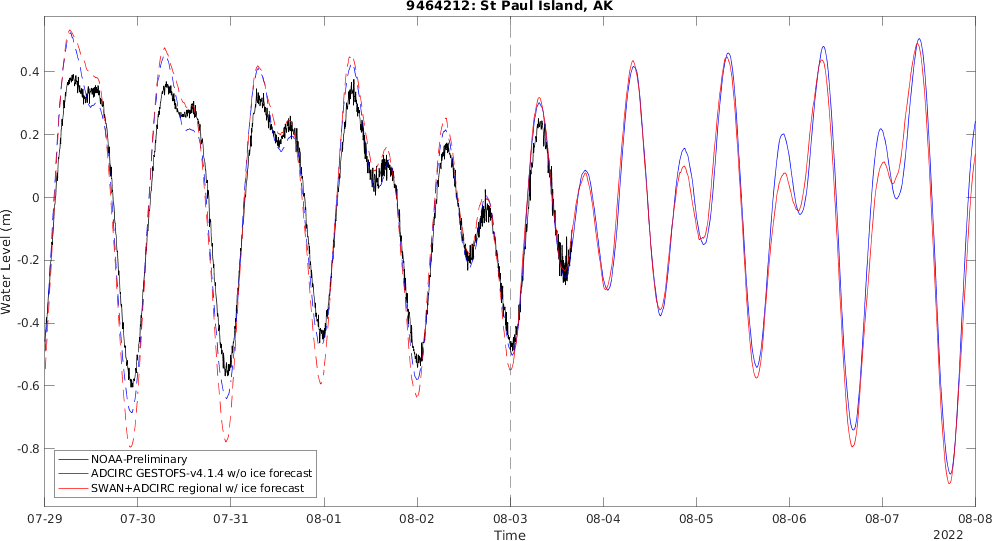 9464212: St Paul Island, AK
Water Level (m)
0.4
0.2
0
-0.2
-0.4
-0.6
-0.8
NOAA-Preliminary
ADCIRC GESTOFS-v4.1.4 w/o ice forecast
SWAN+ADCIRC regional w/ ice forecast
07-29 07-30 07-31 08-01 08-02 08-03 08-04 08-05 08-06 08-07 08-08
Time
2022